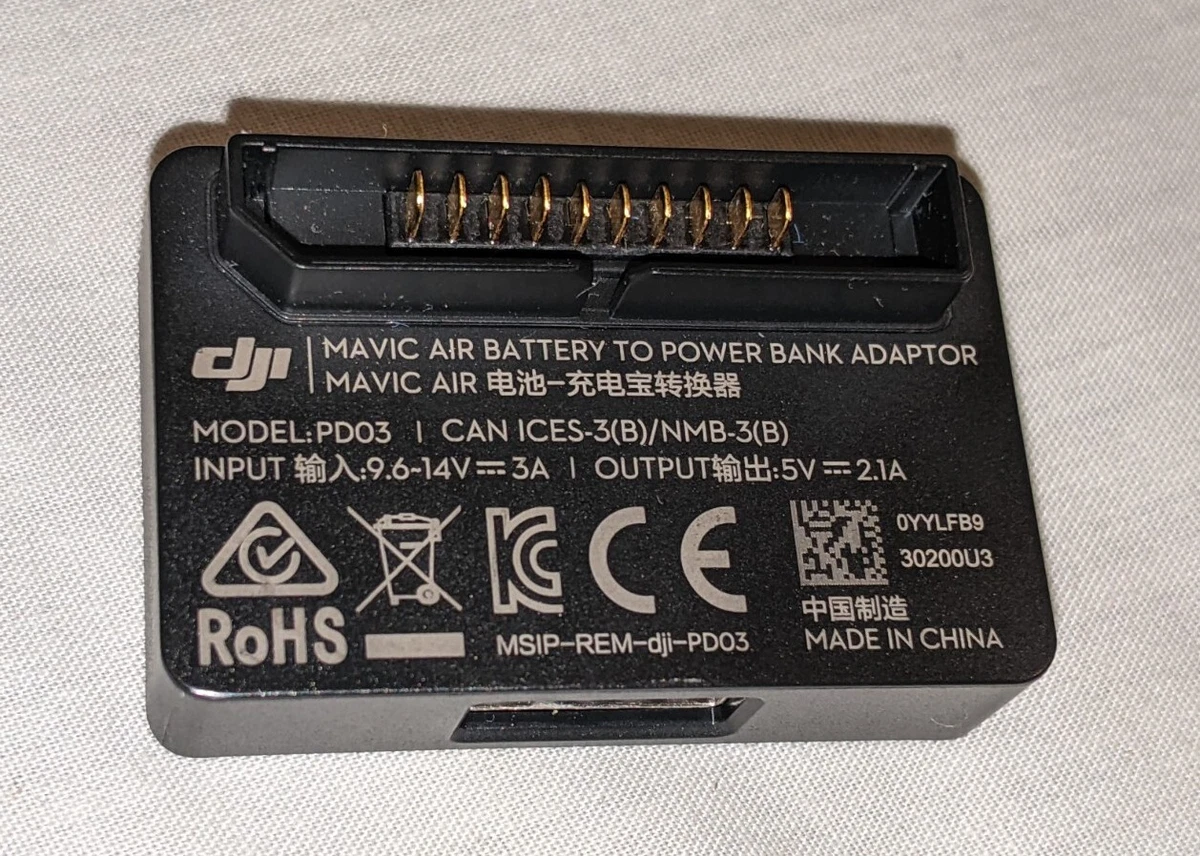 dji | MAVIC AIR BATTERY TO POWER BANK ADAPTOR
MAVIC AIR 电池-充电宝转换器
MODEL:PD03 | CAN ICES-3(B)/NMB-3(B)
INPUT 输入:9.6~14V⎓3A | OUTPUT输出:5V⎓2.1A
RoHS
KC
CE
MSIP-REM-dji-PD03
0YYLFB9
30200U3
中国制造
MADE IN CHINA